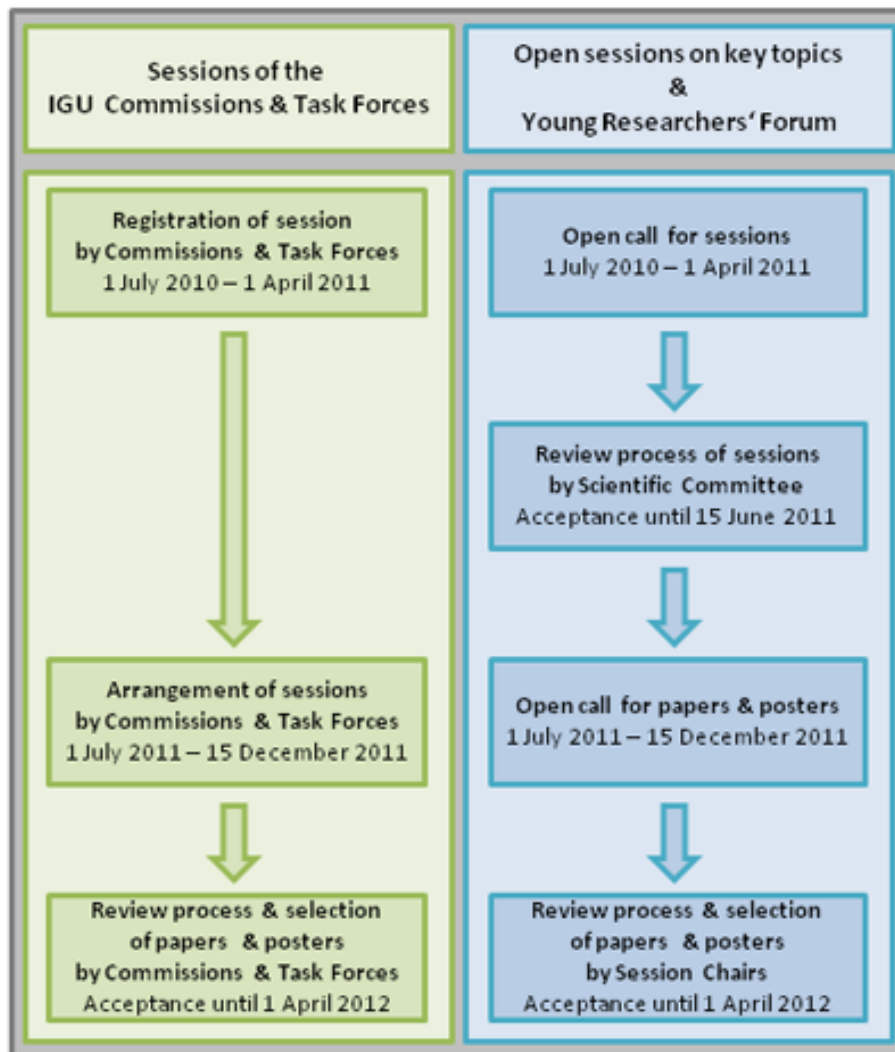 Sessions of the
IGU Commissions & Task Forces
Open sessions on key topics
&
Young Researchers‘ Forum
Registration of session
by Commissions & Task Forces
1 July 2010 – 1 April 2011
Arrangement of sessions
by Commissions & Task Forces
1 July 2011 – 15 December 2011
Review process & selection
of papers & posters
by Commissions & Task Forces
Acceptance until 1 April 2012
Open call for sessions
1 July 2010 – 1 April 2011
Review process of sessions
by Scientific Committee
Acceptance until 15 June 2011
Open call for papers & posters
1 July 2011 – 15 December 2011
Review process & selection
of papers & posters
by Session Chairs
Acceptance until 1 April 2012